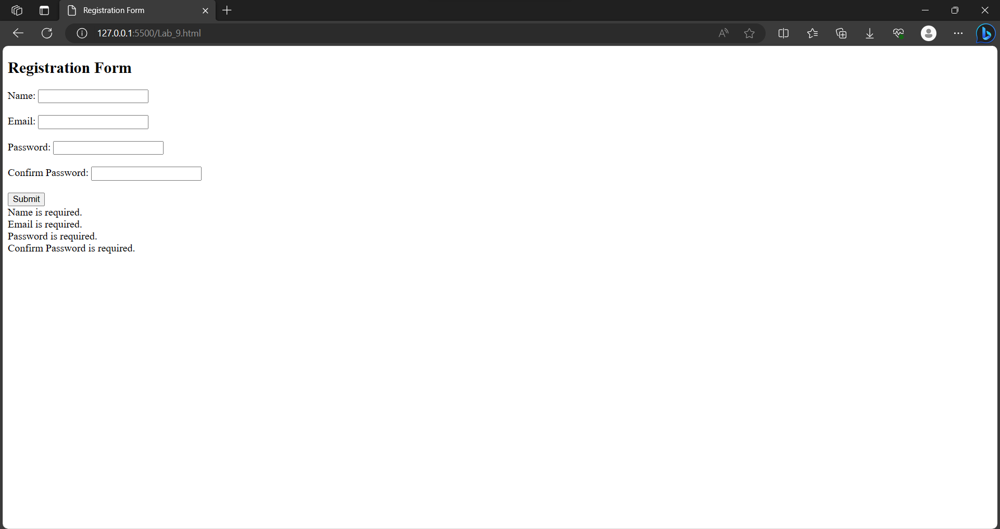 Registration Form
127.0.0.1:5500/Lab_9.html
Registration Form
Name:
Email:
Password:
Confirm Password:
Submit
Name is required.
Email is required.
Password is required.
Confirm Password is required.